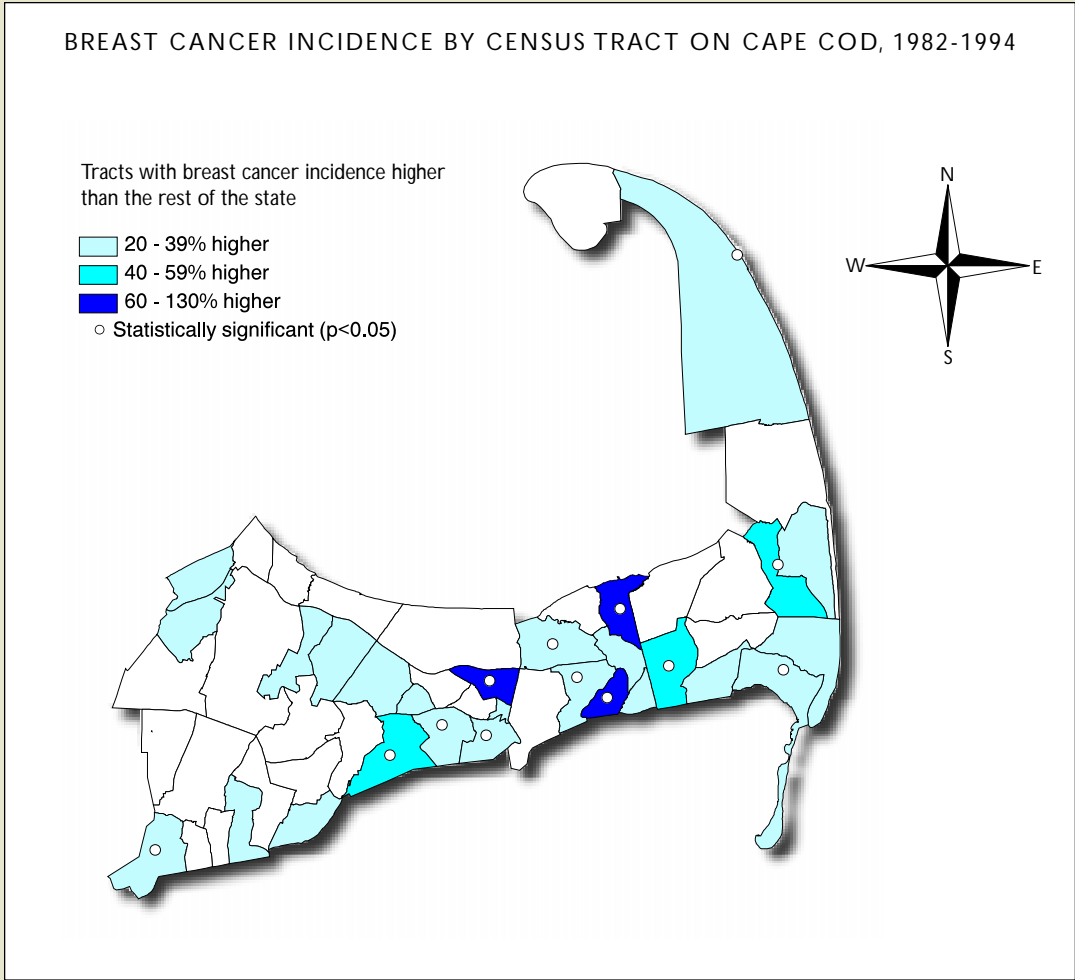 BREAST CANCER INCIDENCE BY CENSUS TRACT ON CAPE COD, 1982-1994
Tracts with breast cancer incidence higher
than the rest of the state
20 - 39% higher
40 - 59% higher
60 - 130% higher
Statistically significant (p<0.05)
N
W
E
S